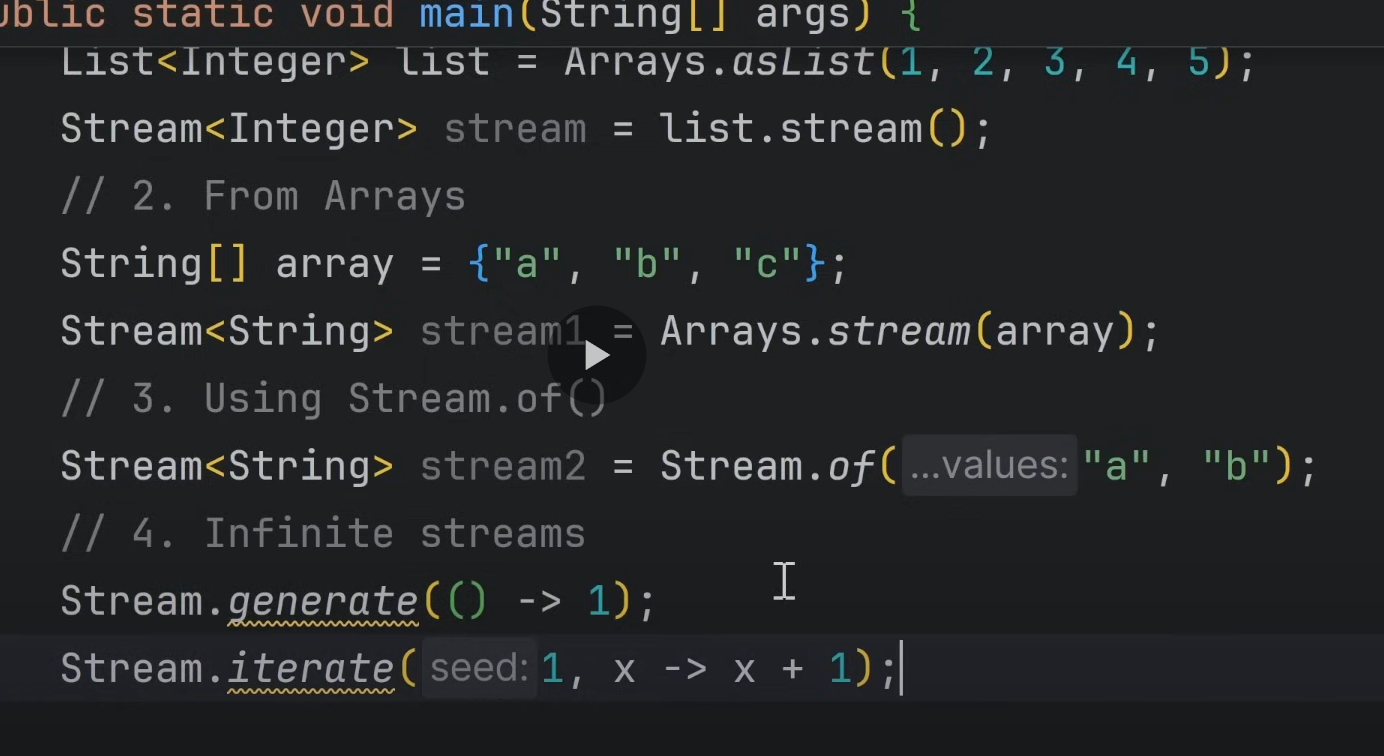 public static void main(String[] args) {
List<Integer> list = Arrays.asList(1, 2, 3, 4, 5);
Stream<Integer> stream = list.stream();
// 2. From Arrays
String[] array = {"a", "b", "c"};
Stream<String> stream1 = Arrays.stream(array);
// 3. Using Stream.of()
Stream<String> stream2 = Stream.of(...values: "a", "b");
// 4. Infinite streams
Stream.generate(() -> 1);
Stream.iterate(seed: 1, x -> x + 1);